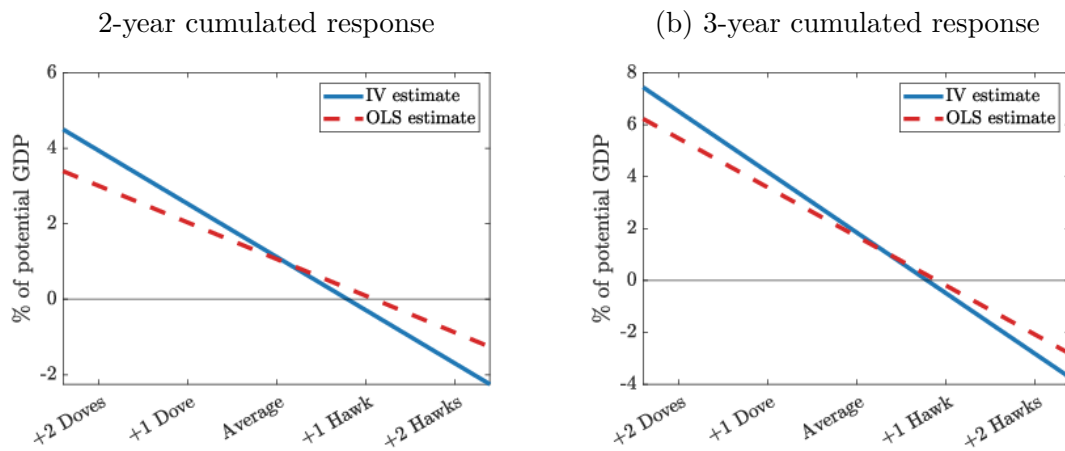 2-year cumulated response
6
4
2
0
-2
% of potential GDP
IV estimate
OLS estimate
+2 Doves
+1 Dove
Average
+1 Hawk
+2 Hawks
(b) 3-year cumulated response
8
6
4
2
0
-2
-4
% of potential GDP
IV estimate
OLS estimate
+2 Doves
+1 Dove
Average
+1 Hawk
+2 Hawks